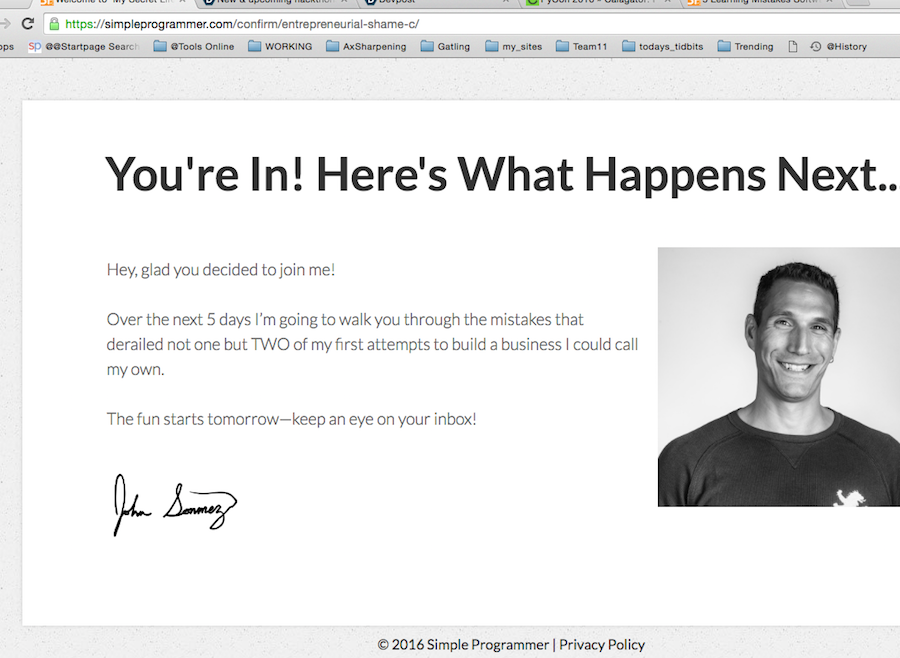 Welcome to "My Secret En
New & upcoming hackathon
Devpost
PyCon 2016 – Calagator: P
5 Learning Mistakes Softw
https://simpleprogrammer.com/confirm/entrepreneurial-shame-c/
ops @@Startpage Search @Tools Online WORKING AxSharpening Gatling my_sites Team11 todays_tidbits Trending @History
You're In! Here's What Happens Next...
Hey, glad you decided to join me!
Over the next 5 days I’m going to walk you through the mistakes that
derailed not one but TWO of my first attempts to build a business I could call
my own.
The fun starts tomorrow—keep an eye on your inbox!
John Sonmez
© 2016 Simple Programmer | Privacy Policy